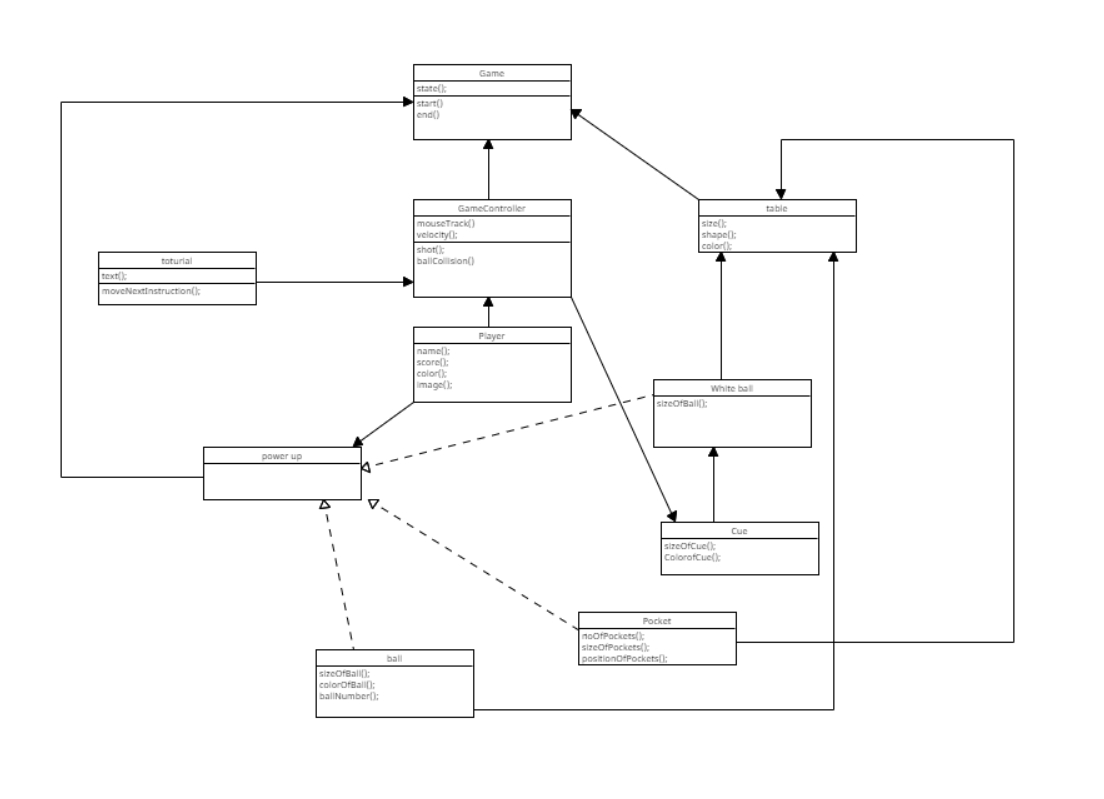 Game
state();
start()
end()
GameController
mouseTrack()
velocity();
shot();
ballCollision()
table
size();
shape();
color();
toturial
text();
moveNextInstruction();
Player
name();
score();
color();
image();
White ball
sizeOfBall();
power up
Cue
sizeOfCue();
ColorofCue();
Pocket
noOfPockets();
sizeOfPockets();
positionOfPockets();
ball
sizeOfBall();
colorOfBall();
ballNumber();